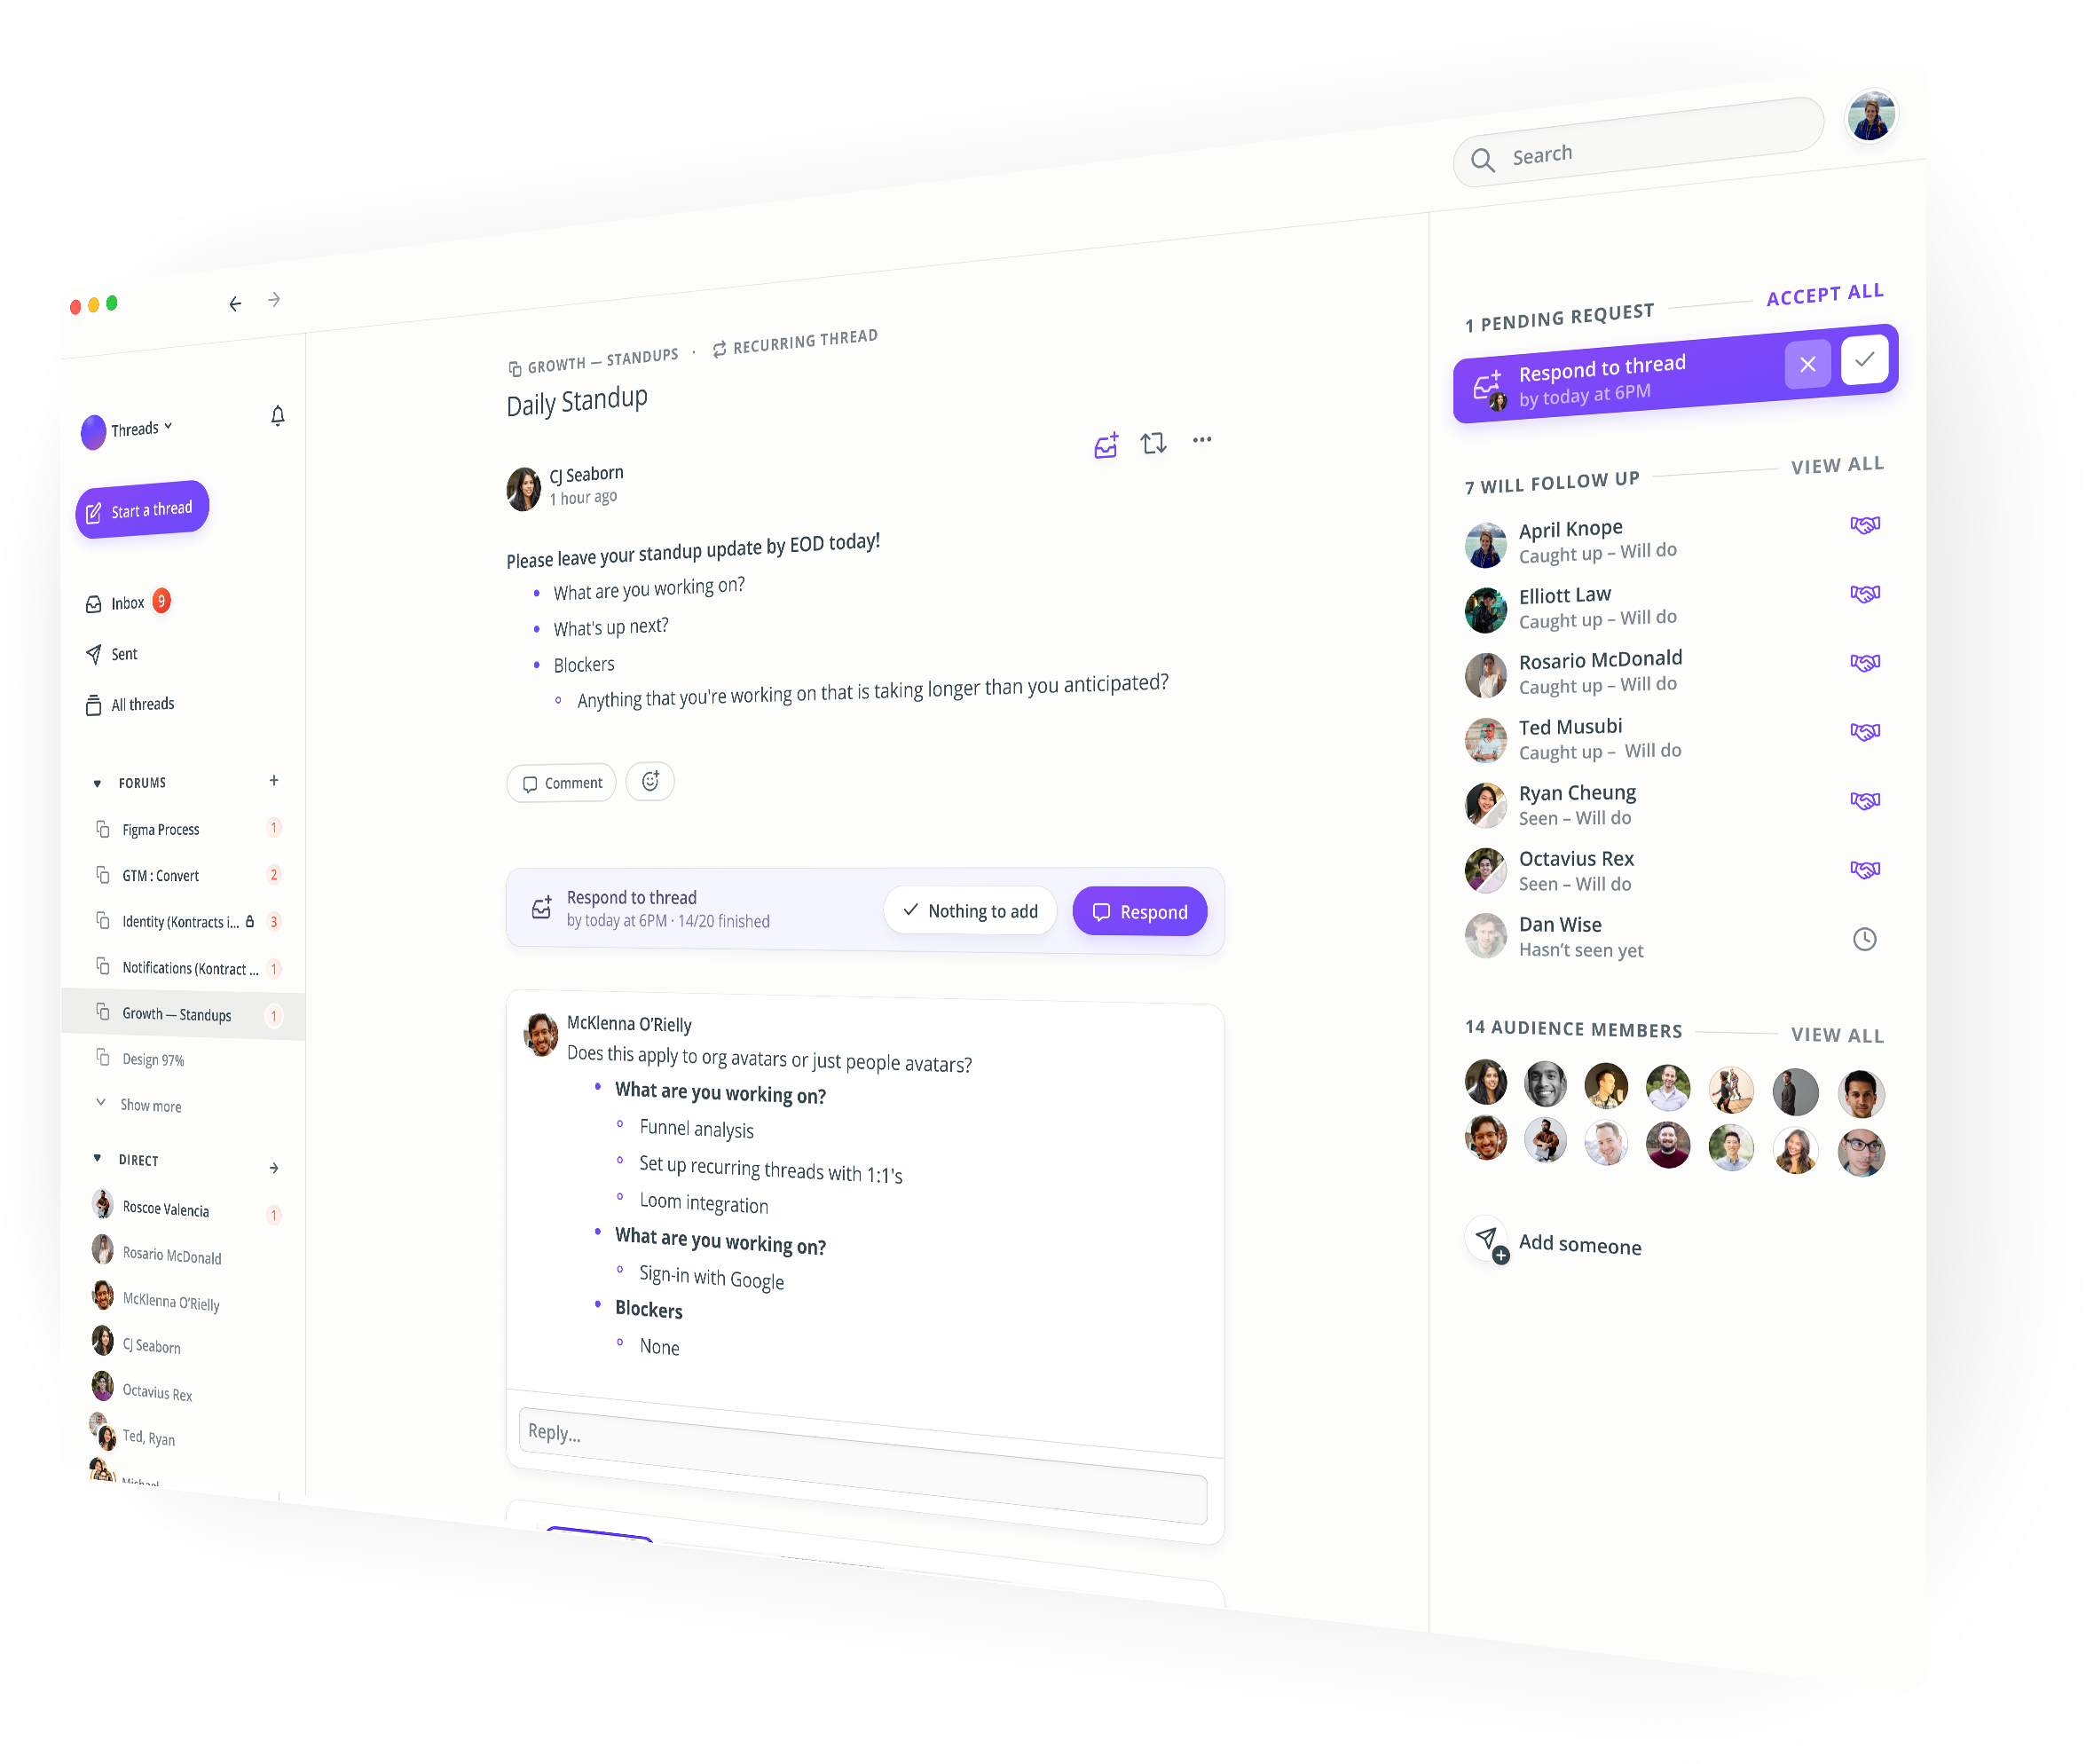 Search
Threads
Start a thread
Inbox 9
Sent
All threads
FORUMS
Figma Process 1
GTM : Convert 2
Identity (Kontracts i... 3
Notifications (Kontract ... 1
Growth — Standups 1
Design 97%
Show more
DIRECT
Roscoe Valencia 1
Rosario McDonald
McKlenna O'Rielly
CJ Seaborn
Octavius Rex
Ted, Ryan
Michael
GROWTH — STANDUPS · RECURRING THREAD
Daily Standup
CJ Seaborn
1 hour ago
Please leave your standup update by EOD today!
What are you working on?
What's up next?
Blockers
Anything that you're working on that is taking longer than you anticipated?
Comment
Respond to thread
by today at 6PM · 14/20 finished
Nothing to add
Respond
McKlenna O'Rielly
Does this apply to org avatars or just people avatars?
What are you working on?
Funnel analysis
Set up recurring threads with 1:1's
Loom integration
What are you working on?
Sign-in with Google
Blockers
None
Reply...
1 PENDING REQUEST ACCEPT ALL
Respond to thread
by today at 6PM
7 WILL FOLLOW UP VIEW ALL
April Knope
Caught up – Will do
Elliott Law
Caught up – Will do
Rosario McDonald
Caught up – Will do
Ted Musubi
Caught up – Will do
Ryan Cheung
Seen – Will do
Octavius Rex
Seen – Will do
Dan Wise
Hasn't seen yet
14 AUDIENCE MEMBERS VIEW ALL
Add someone